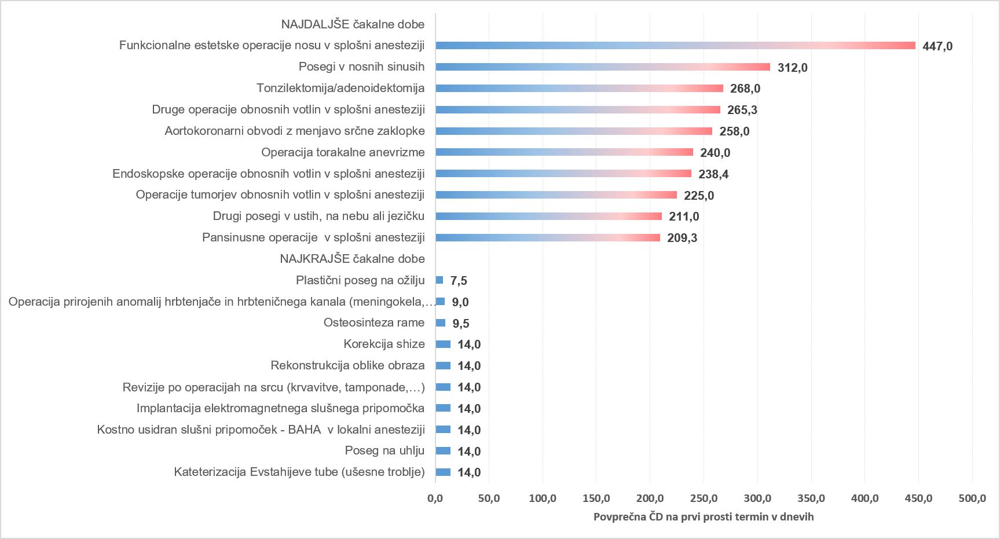 NAJDALJŠE čakalne dobe
Funkcionalne estetske operacije nosu v splošni anesteziji 447,0
Posegi v nosnih sinusih 312,0
Tonzilektomija/adenoidektomija 268,0
Druge operacije obnosnih votlin v splošni anesteziji 265,3
Aortokoronarni obvodi z menjavo srčne zaklopke 258,0
Operacija torakalne anevrizme 240,0
Endoskopske operacije obnosnih votlin v splošni anesteziji 238,4
Operacije tumorjev obnosnih votlin v splošni anesteziji 225,0
Drugi posegi v ustih, na nebu ali jezičku 211,0
Pansinusne operacije  v splošni anesteziji 209,3
NAJKRAJŠE čakalne dobe
Plastični poseg na ožilju 7,5
Operacija prirojenih anomalij hrbtenjače in hrbteničnega kanala (meningokela,… 9,0
Osteosinteza rame 9,5
Korekcija shize 14,0
Rekonstrukcija oblike obraza 14,0
Revizije po operacijah na srcu (krvavitve, tamponade,…) 14,0
Implantacija elektromagnetnega slušnega pripomočka 14,0
Kostno usidran slušni pripomoček - BAHA  v lokalni anesteziji 14,0
Poseg na uhlju 14,0
Kateterizacija Evstahijeve tube (ušesne troblje) 14,0
0,0 50,0 100,0 150,0 200,0 250,0 300,0 350,0 400,0 450,0 500,0
Povprečna ČD na prvi prosti termin v dnevih